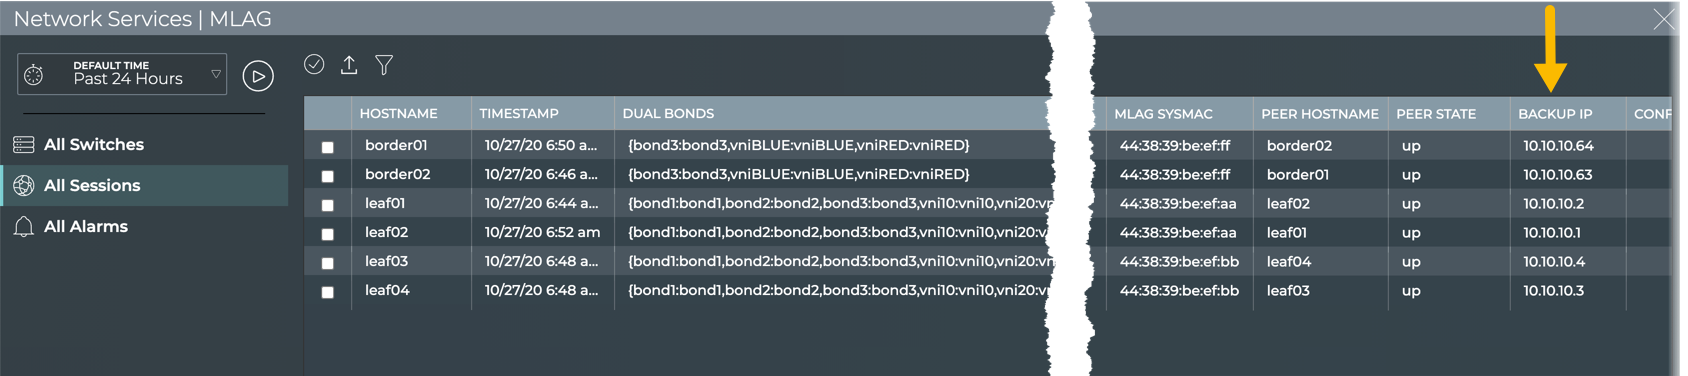 Network Services | MLAG
DEFAULT TIME
Past 24 Hours
All Switches
All Sessions
All Alarms
HOSTNAME TIMESTAMP DUAL BONDS MLAG SYSMAC PEER HOSTNAME PEER STATE BACKUP IP CONF
border01 10/27/20 6:50 a... {bond3:bond3,vniBLUE:vniBLUE,vniRED:vniRED} 44:38:39:be:ef:ff border02 up 10.10.10.64
border02 10/27/20 6:46 a... {bond3:bond3,vniBLUE:vniBLUE,vniRED:vniRED} 44:38:39:be:ef:ff border01 up 10.10.10.63
leaf01 10/27/20 6:44 a... {bond1:bond1,bond2:bond2,bond3:bond3,vni10:vni10,vni20:vn 44:38:39:be:ef:aa leaf02 up 10.10.10.2
leaf02 10/27/20 6:52 am {bond1:bond1,bond2:bond2,bond3:bond3,vni10:vni10,vni20:v 44:38:39:be:ef:aa leaf01 up 10.10.10.1
leaf03 10/27/20 6:48 a... {bond1:bond1,bond2:bond2,bond3:bond3,vni10:vni10,vni20:vn 44:38:39:be:ef:bb leaf04 up 10.10.10.4
leaf04 10/27/20 6:48 a... {bond1:bond1,bond2:bond2,bond3:bond3,vni10:vni10,vni20:v 44:38:39:be:ef:bb leaf03 up 10.10.10.3